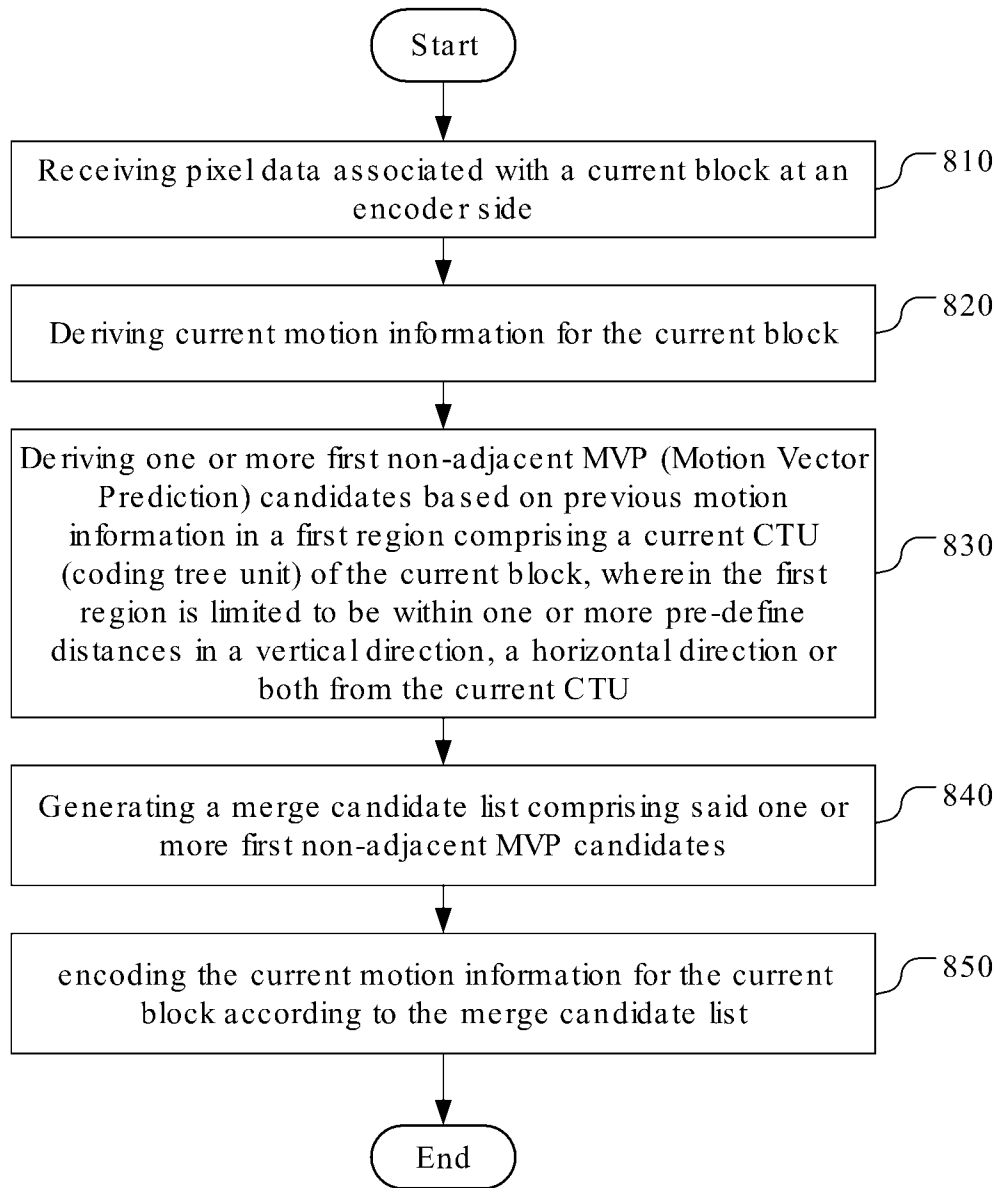 Start
Receiving pixel data associated with a current block at an
encoder side
810
Deriving current motion information for the current block
820
Deriving one or more first non-adjacent MVP (Motion Vector
Prediction) candidates based on previous motion
information in a first region comprising a current CTU
(coding tree unit) of the current block, wherein the first
region is limited to be within one or more pre-define
distances in a vertical direction, a horizontal direction or
both from the current CTU
830
Generating a merge candidate list comprising said one or
more first non-adjacent MVP candidates
840
encoding the current motion information for the current
block according to the merge candidate list
850
End